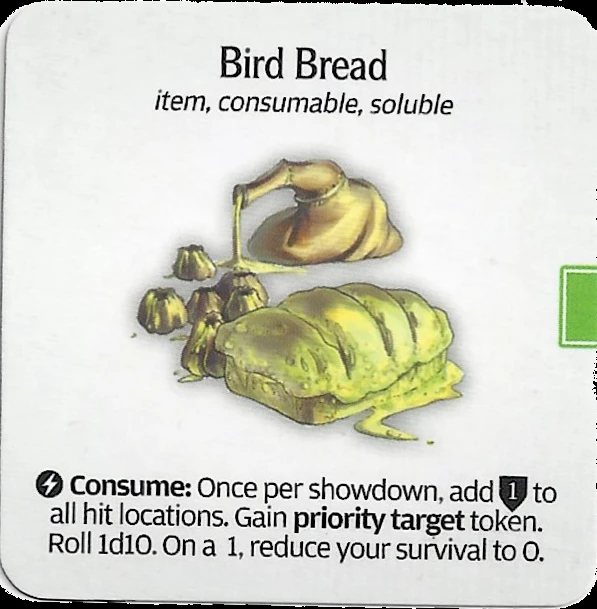 Bird Bread
item, consumable, soluble
Consume: Once per showdown, add 1 to
all hit locations. Gain priority target token.
Roll 1d10. On a 1, reduce your survival to 0.